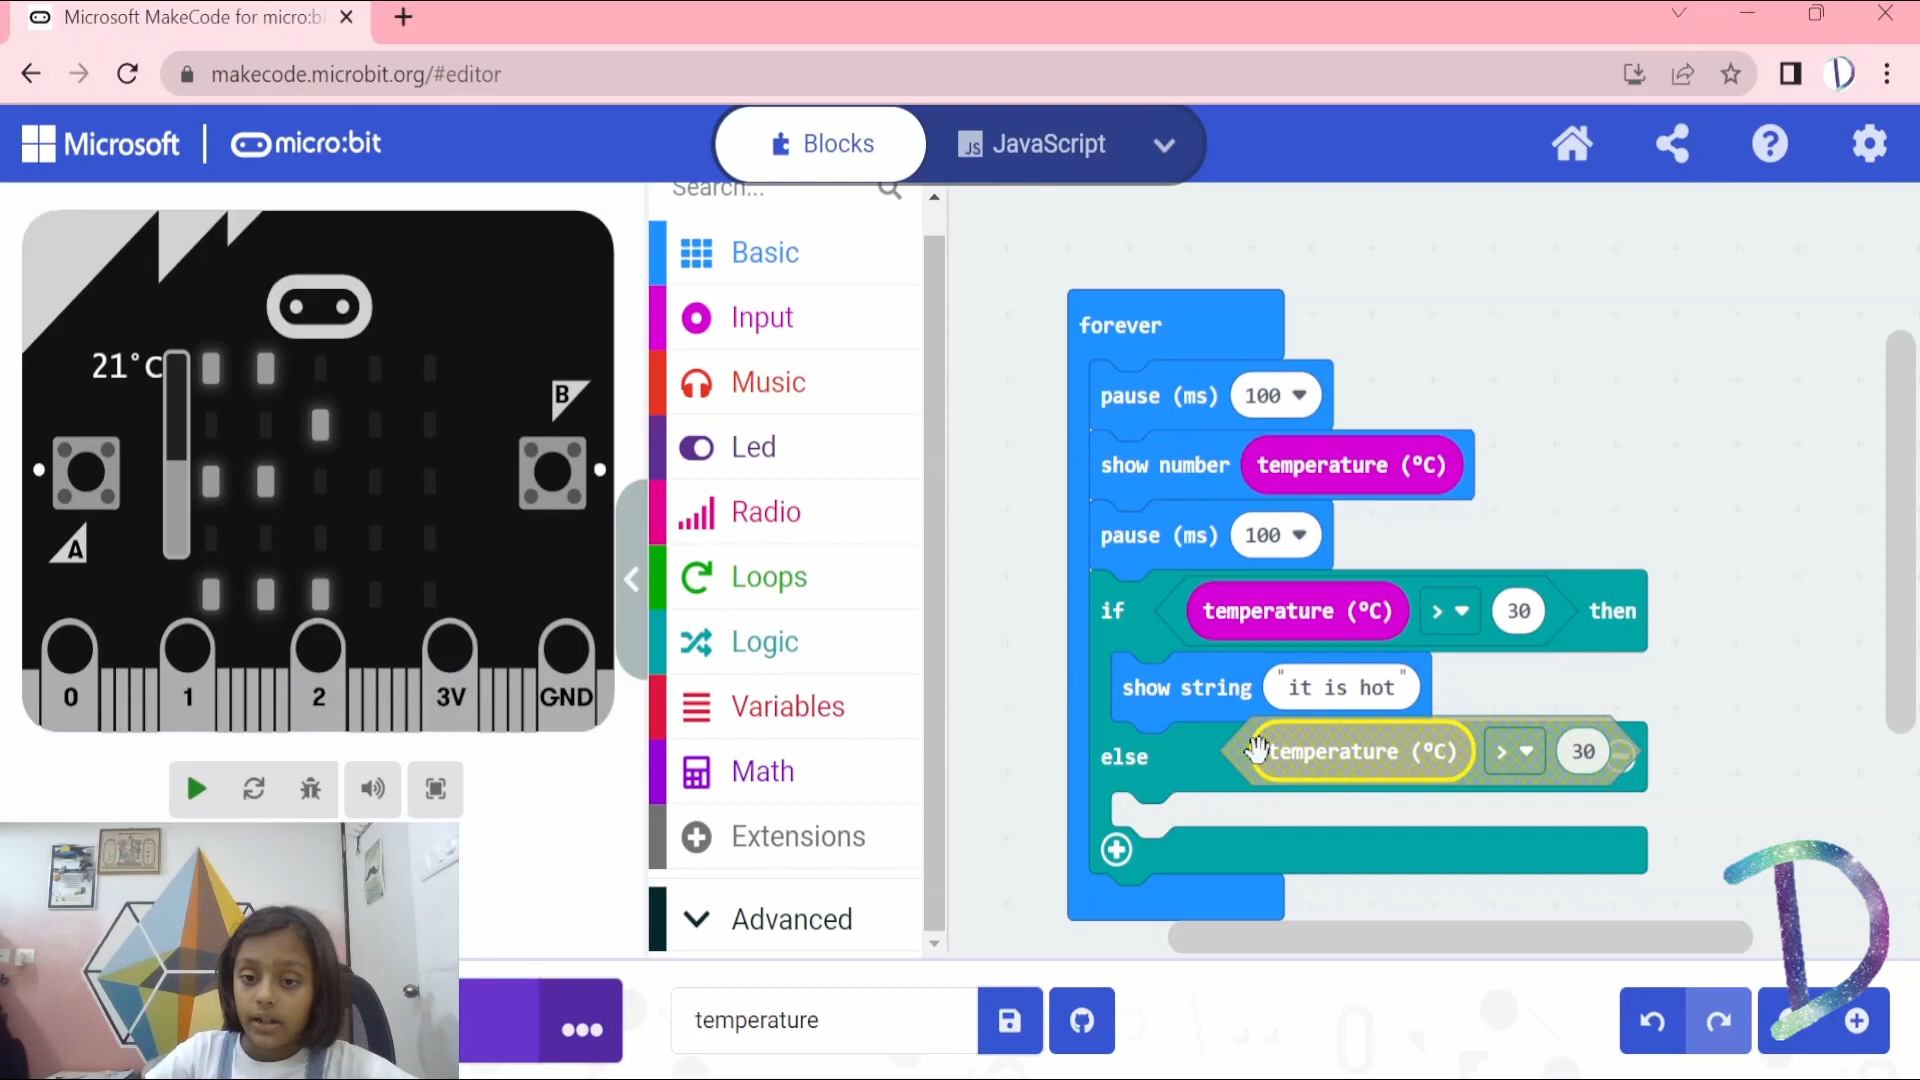 Microsoft MakeCode for micro:bi
makecode.microbit.org/#editor
Microsoft
micro:bit
Blocks
JS JavaScript
Search...
Basic
Input
Music
Led
Radio
Loops
Logic
Variables
Math
Extensions
Advanced
21°C
B
A
0 1 2 3V GND
forever
pause (ms) 100
show number temperature (°C)
pause (ms) 100
if temperature (°C) > 30 then
show string "it is hot"
else temperature (°C) > 30
temperature
D